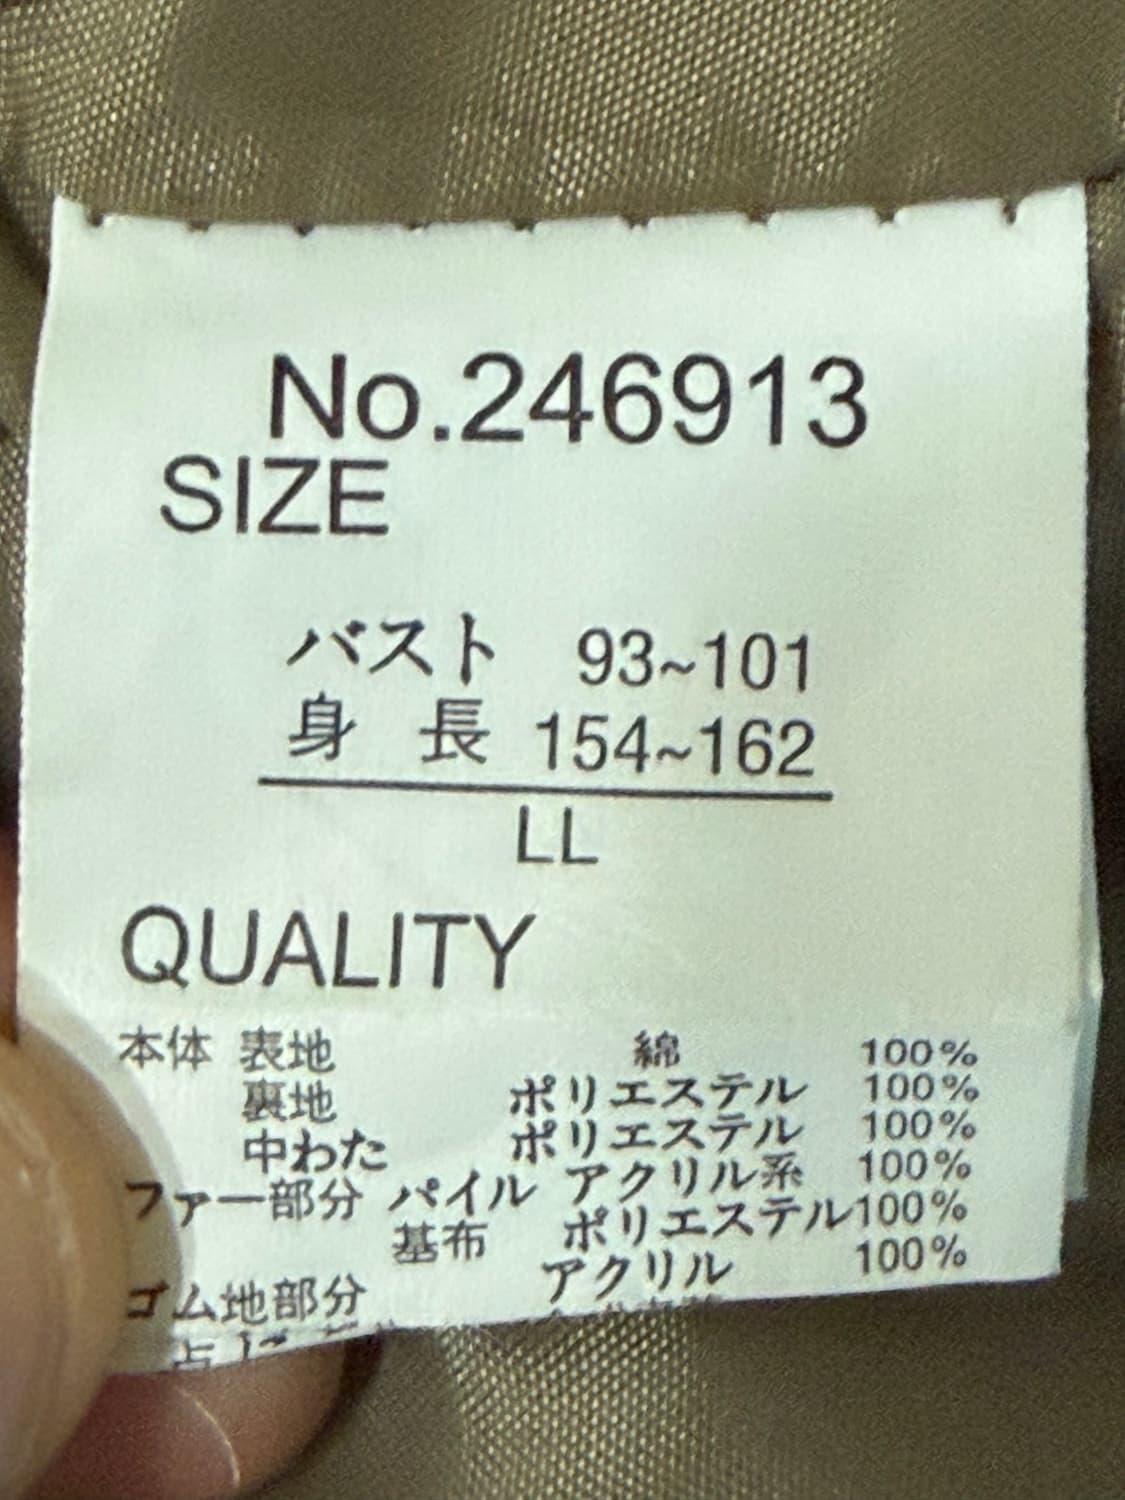 No.246913
SIZE
バスト 93~101
身 長 154~162
LL
QUALITY
本体 表地 綿 100%
裏地 ポリエステル 100%
中わた ポリエステル 100%
ファー部分 パイル アクリル系 100%
基布 ポリエステル 100%
ゴム地部分 アクリル 100%